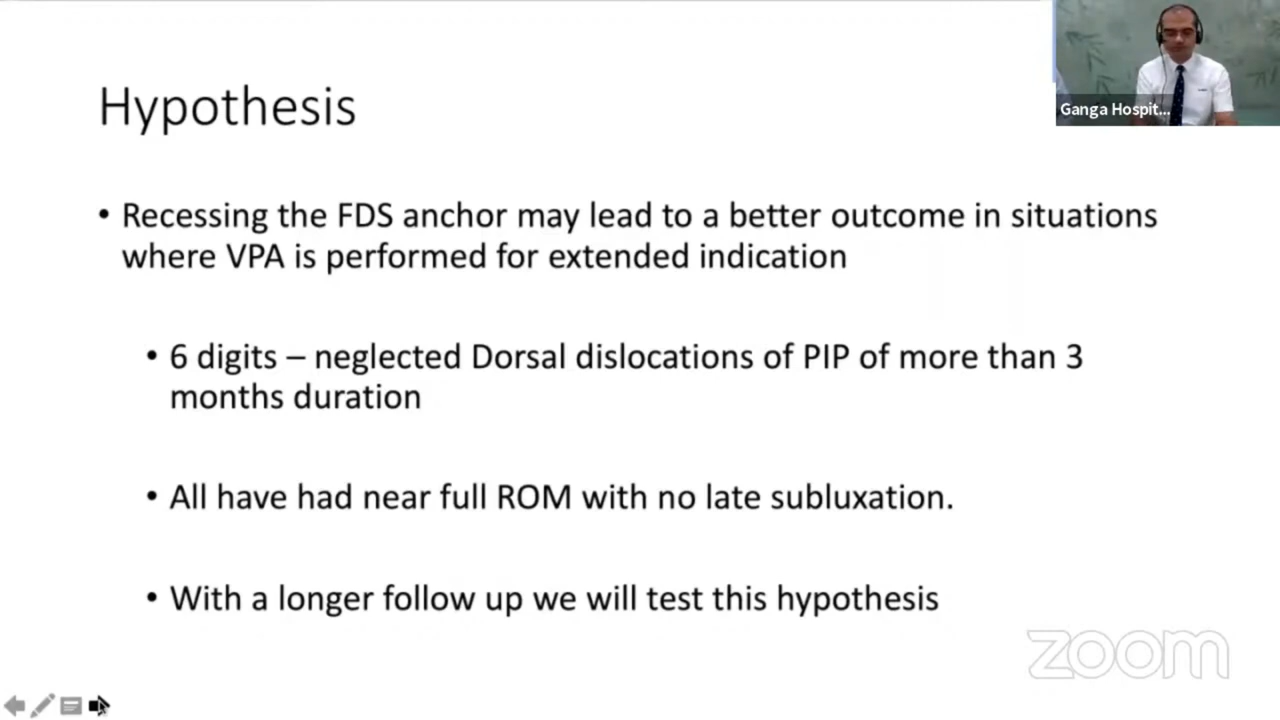 Ganga Hospit...
Hypothesis
• Recessing the FDS anchor may lead to a better outcome in situations
where VPA is performed for extended indication
• 6 digits – neglected Dorsal dislocations of PIP of more than 3
months duration
• All have had near full ROM with no late subluxation.
• With a longer follow up we will test this hypothesis
zoom